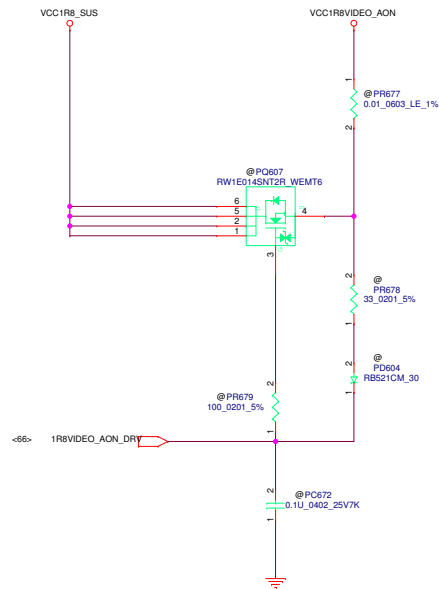 VCC1R8_SUS
VCC1R8VIDEO_AON
1
@PR677
0.01_0603_LE_1%
2
@PQ607
RW1E014SNT2R_WEMT6
6
5
2
1
4
3
2
@
PR678
33_0201_5%
1
2
@
PD604
RB521CM_30
1
2
@PR679
100_0201_5%
1
<66> 1R8VIDEO_AON_DRV
2
@PC672
0.1U_0402_25V7K
1